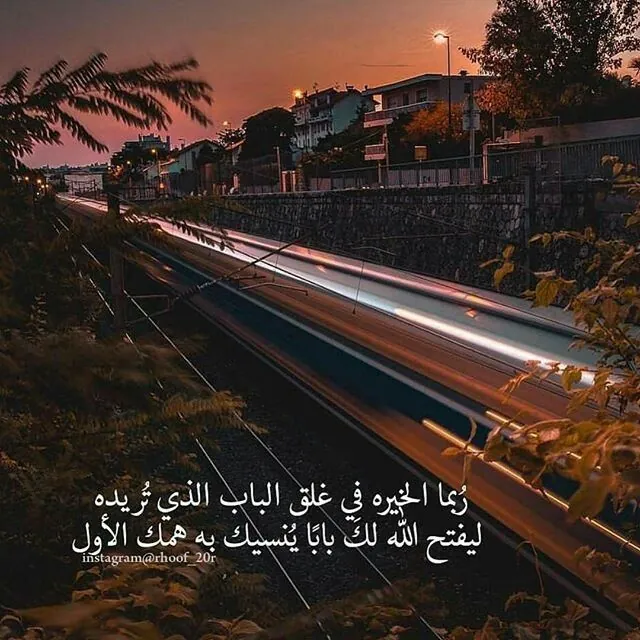 رُبما الخيره في غلق الباب الذي تُريده
ليفتح الله لكَ بابًا يُنسيك به همك الأول
instagram@rhoof_20r